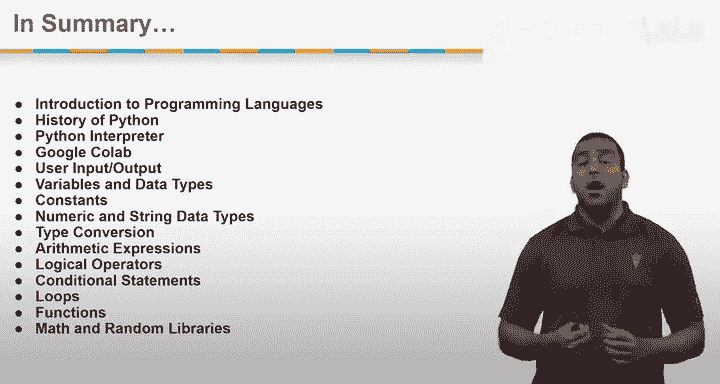 In Summary...
● Introduction to Programming Languages
● History of Python
● Python Interpreter
● Google Colab
● User Input/Output
● Variables and Data Types
● Constants
● Numeric and String Data Types
● Type Conversion
● Arithmetic Expressions
● Logical Operators
● Conditional Statements
● Loops
● Functions
● Math and Random Libraries